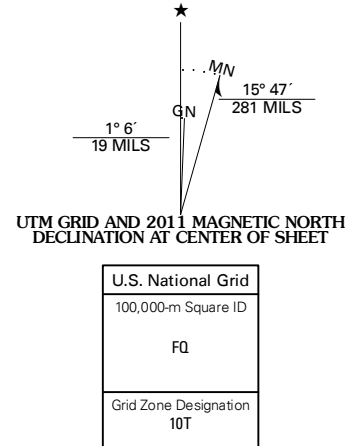 ★
MN
15° 47´
281 MILS
GN
1° 6´
19 MILS
UTM GRID AND 2011 MAGNETIC NORTH
DECLINATION AT CENTER OF SHEET
U.S. National Grid
100,000-m Square ID
FQ
Grid Zone Designation
10T